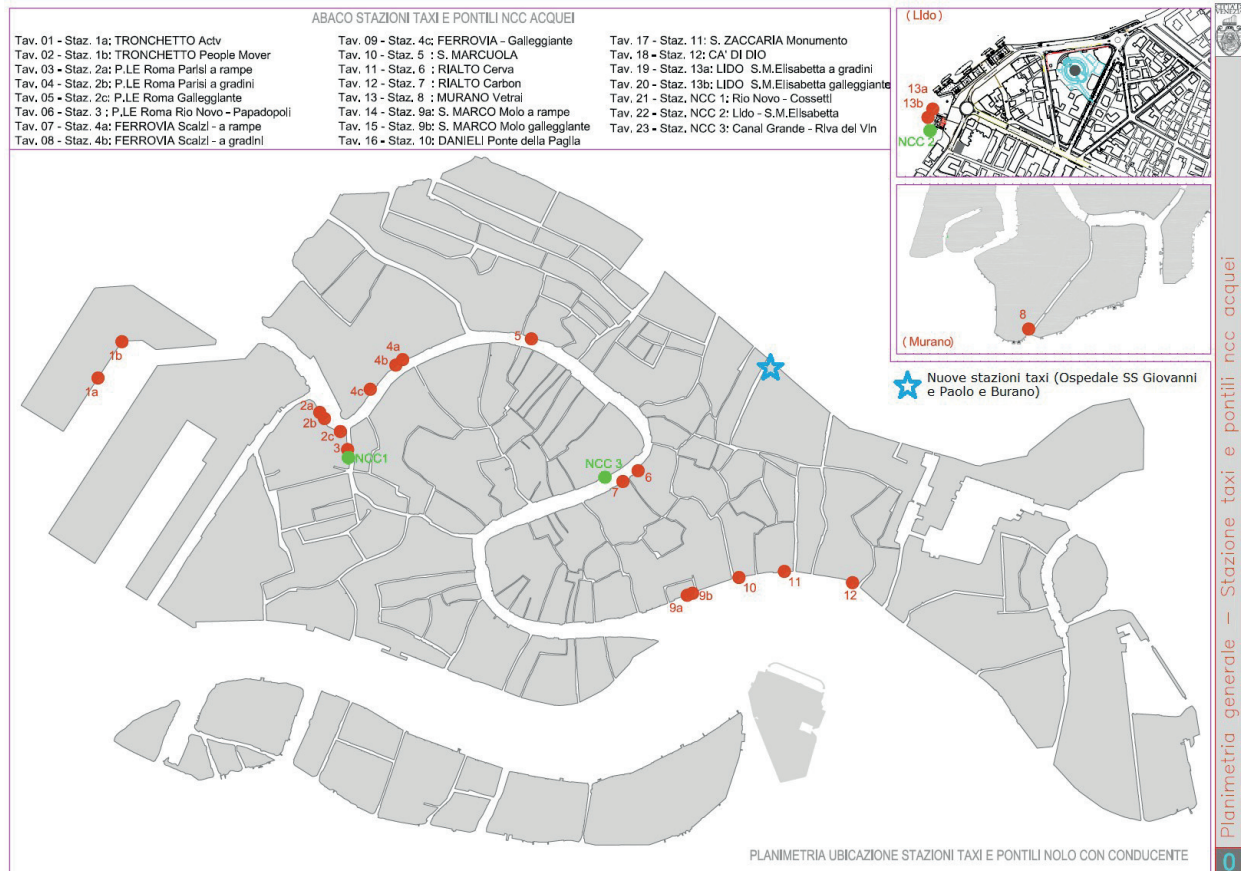 ABACO STAZIONI TAXI E PONTILI NCC ACQUEI
Tav. 01 - Staz. 1a; TRONCHETTO Actv
Tav. 02 - Staz. 1b: TRONCHETTO People Mover
Tav. 03 - Staz. 2a: P.LE Roma Parisi a rampe
Tav. 04 - Staz. 2b: P.LE Roma Parisi a gradini
Tav. 05 - Staz. 2c: P.LE Roma Galleggiante
Tav. 06 - Staz. 3 : P.LE Roma Rio Novo - Papadopoli
Tav. 07 - Staz. 4a: FERROVIA Scalzi - a rampe
Tav. 08 - Staz. 4b: FERROVIA Scalzi - a gradini
Tav. 09 - Staz. 4c: FERROVIA - Galleggiante
Tav. 10 - Staz. 5 : S. MARCUOLA
Tav. 11 - Staz. 6 : RIALTO Cerva
Tav. 12 - Staz. 7 : RIALTO Carbon
Tav. 13 - Staz. 8 : MURANO Vetrai
Tav. 14 - Staz. 9a: S. MARCO Molo a rampe
Tav. 15 - Staz. 9b: S. MARCO Molo galleggiante
Tav. 16 - Staz. 10: DANIELI Ponte della Paglia
Tav. 17 - Staz. 11: S. ZACCARIA Monumento
Tav. 18 - Staz. 12: CA' DI DIO
Tav. 19 - Staz. 13a: LIDO S.M.Elisabetta a gradini
Tav. 20 - Staz. 13b: LIDO S.M.Elisabetta galleggiante
Tav. 21 - Staz. NCC 1: Rio Novo - Cossetti
Tav. 22 - Staz. NCC 2: Lido - S.M.Elisabetta
Tav. 23 - Staz. NCC 3: Canal Grande - Riva del Vin
(Lido)
13a
13b
NCC 2
8
(Murano)
Nuove stazioni taxi (Ospedale SS Giovanni
e Paolo e Burano)
1b
1a
5
4a
4b
4c
2a
2b
2c
3
NCC1
NCC 3
6
7
10
11
12
9a
9b
PLANIMETRIA UBICAZIONE STAZIONI TAXI E PONTILI NOLO CON CONDUCENTE
CITTA' DI
VENEZIA
Planimetria generale - Stazione taxi e pontili ncc acquei
0